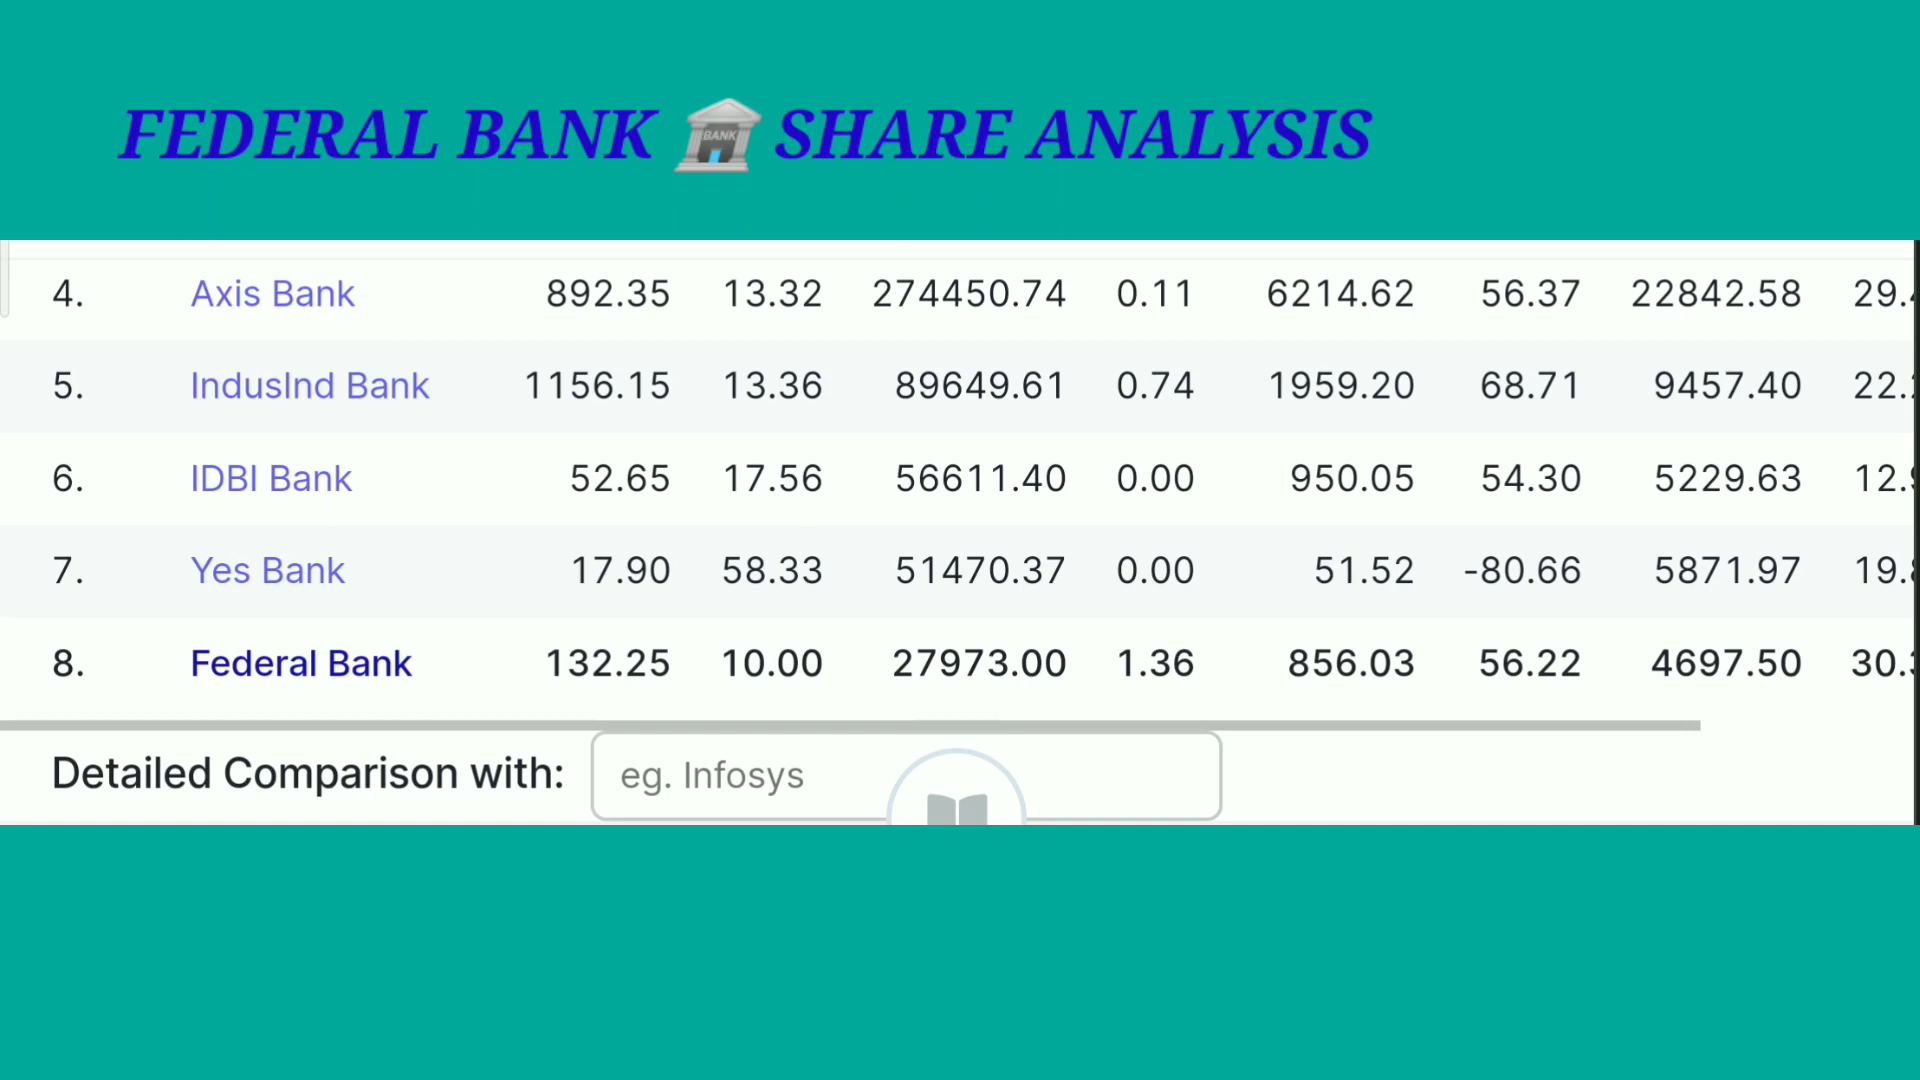 FEDERAL BANK BANK SHARE ANALYSIS
4. Axis Bank 892.35 13.32 274450.74 0.11 6214.62 56.37 22842.58 29.
5. IndusInd Bank 1156.15 13.36 89649.61 0.74 1959.20 68.71 9457.40 22.
6. IDBI Bank 52.65 17.56 56611.40 0.00 950.05 54.30 5229.63 12.
7. Yes Bank 17.90 58.33 51470.37 0.00 51.52 -80.66 5871.97 19.
8. Federal Bank 132.25 10.00 27973.00 1.36 856.03 56.22 4697.50 30.
Detailed Comparison with: eg. Infosys